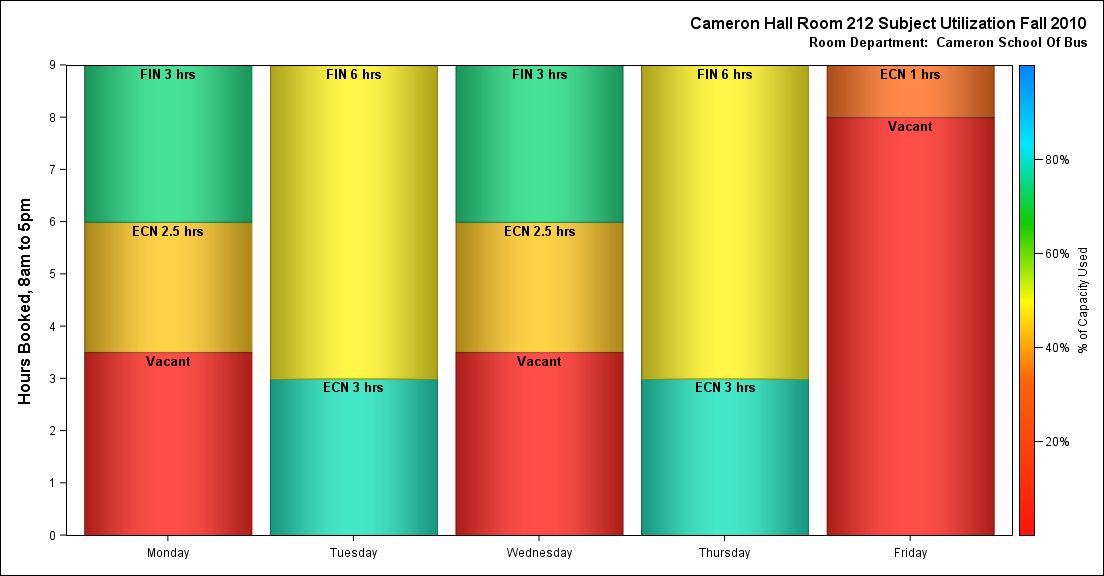 Cameron Hall Room 212 Subject Utilization Fall 2010
Room Department:  Cameron School Of Bus
Hours Booked, 8am to 5pm
9
8
7
6
5
4
3
2
1
0
FIN 3 hrs
ECN 2.5 hrs
Vacant
FIN 6 hrs
ECN 3 hrs
FIN 3 hrs
ECN 2.5 hrs
Vacant
FIN 6 hrs
ECN 3 hrs
ECN 1 hrs
Vacant
Monday
Tuesday
Wednesday
Thursday
Friday
80%
60%
40%
20%
% of Capacity Used